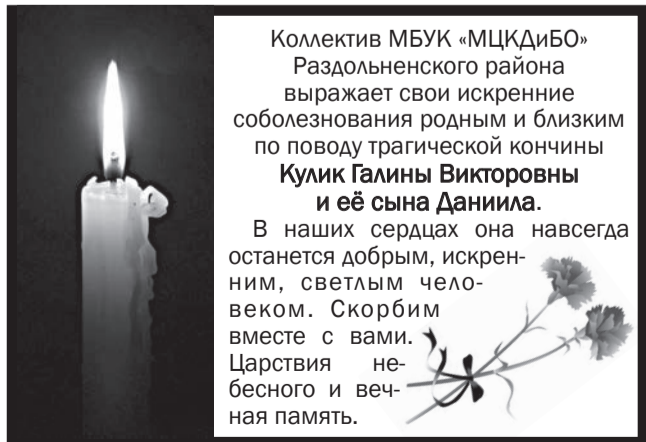 Коллектив МБУК «МЦКДиБО»
Раздольненского района
выражает свои искренние
соболезнования родным и близким
по поводу трагической кончины
Кулик Галины Викторовны
и её сына Даниила.
В наших сердцах она навсегда
останется добрым, искрен-
ним, светлым чело-
веком. Скорбим
вместе с вами.
Царствия не-
бесного и веч-
ная память.